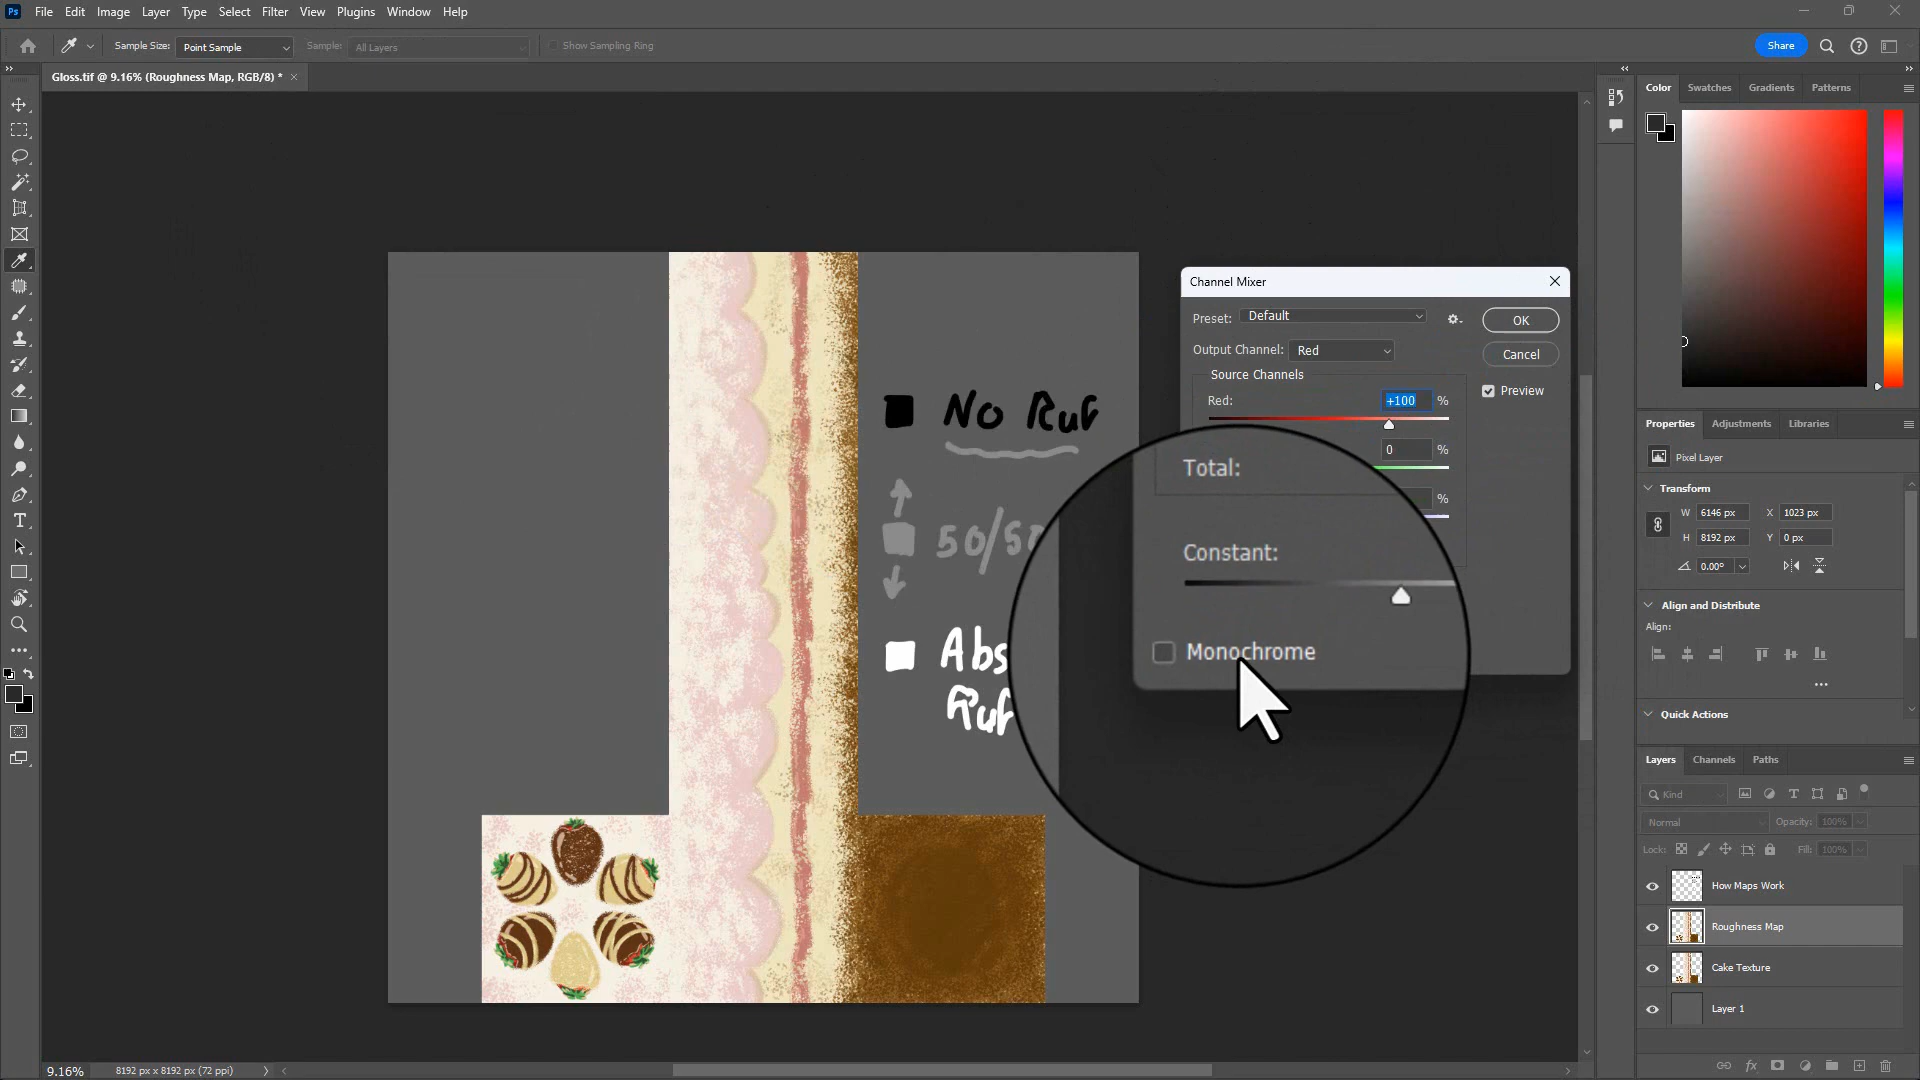 Ps File Edit Image Layer Type Select Filter View Plugins Window Help
Sample Size: Point Sample Sample: All Layers Show Sampling Ring Share
Gloss.tif @ 9.16% (Roughness Map, RGB/8) *
Color Swatches Gradients Patterns
No Ruf
50/50
Abs
Ruf
Channel Mixer
Preset: Default OK
Output Channel: Red Cancel
Source Channels
Preview
Red: +100 %
0 %
%
Total:
Constant:
Monochrome
Properties Adjustments Libraries
Pixel Layer
Transform
W 6146 px X 1023 px
H 8192 px Y 0 px
0.00°
Align and Distribute
Align:
Quick Actions
Layers Channels Paths
Kind
Normal Opacity: 100%
Lock: Fill: 100%
How Maps Work
Roughness Map
Cake Texture
Layer 1
9.16% 8192 px x 8192 px (72 ppi)